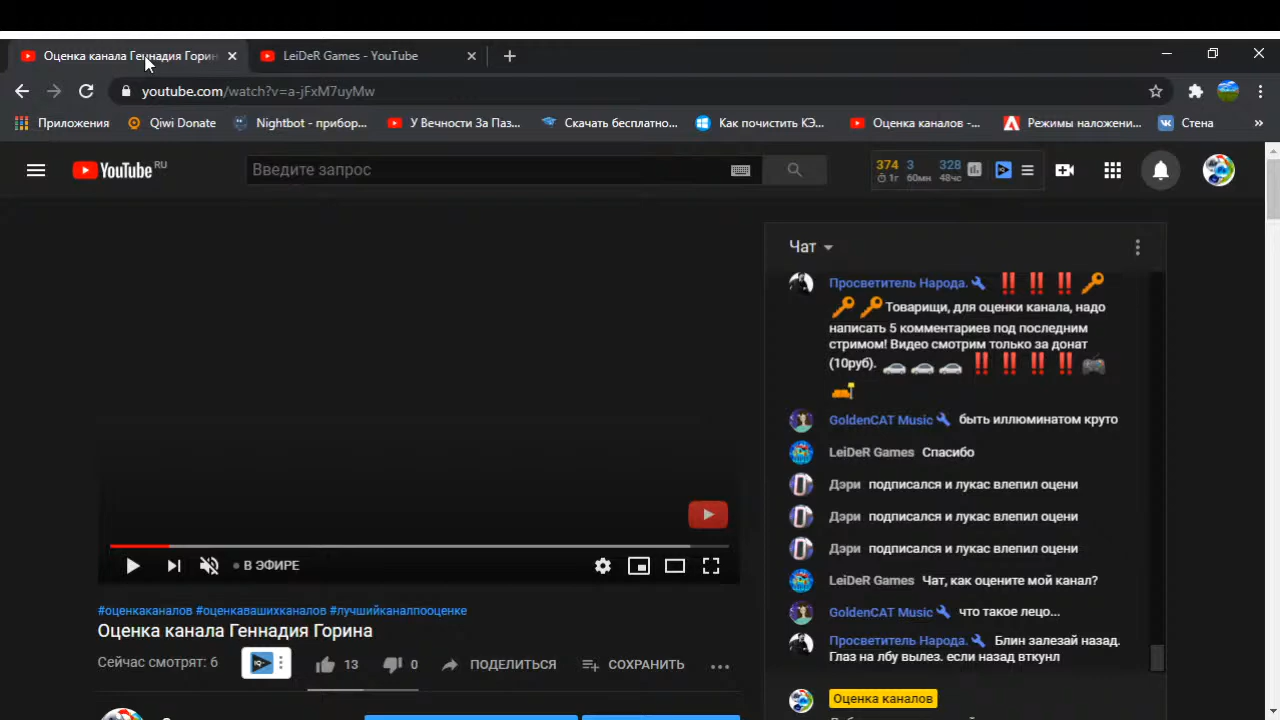 Оценка канала Геннадия Горин
LeiDeR Games - YouTube
youtube.com/watch?v=a-jFxM7uyMw
Приложения
Qiwi Donate
Nightbot - прибор...
У Вечности За Паз...
Скачать бесплатно...
Как почистить КЭ...
Оценка каналов -...
Режимы наложени...
Стена
YouTube RU
Введите запрос
374 3 328
1г 60мн 48чс
Чат
Просветитель Народа.
Товарищи, для оценки канала, надо
написать 5 комментариев под последним
стримом! Видео смотрим только за донат
(10руб).
GoldenCAT Music быть иллюминатом круто
LeiDeR Games Спасибо
Дэри подписался и лукас влепил оцени
Дэри подписался и лукас влепил оцени
Дэри подписался и лукас влепил оцени
LeiDeR Games Чат, как оцените мой канал?
GoldenCAT Music что такое лецо...
Просветитель Народа. Блин залезай назад.
Глаз на лбу вылез. если назад вткунл
Оценка каналов
В ЭФИРЕ
#оценкаканалов #оценкавашихканалов #лучшийканалпооценке
Оценка канала Геннадия Горина
Сейчас смотрят: 6
13
0
ПОДЕЛИТЬСЯ
СОХРАНИТЬ